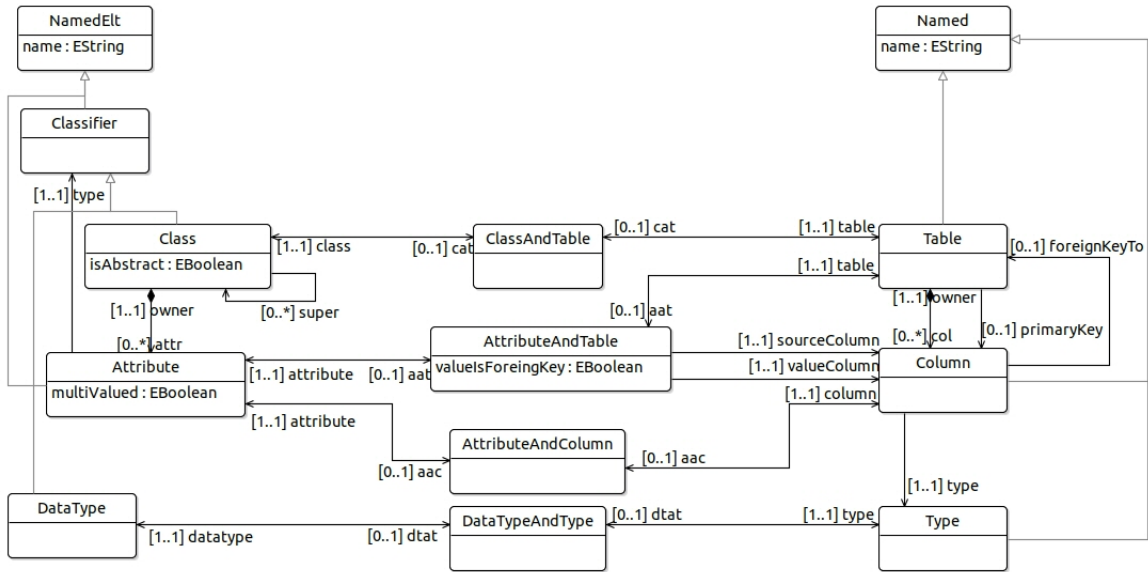 NamedElt
name : EString
Named
name : EString
Classifier
[1..1] type
Class
isAbstract : EBoolean
[1..1] class
[0..1] cat
ClassAndTable
[0..1] cat
[1..1] table
Table
[0..1] foreignKeyTo
[0..*] super
[1..1] table
[1..1] owner
[0..*] attr
[0..1] aat
[1..1] owner
[0..*] col
[0..1] primaryKey
Attribute
multiValued : EBoolean
[1..1] attribute
[0..1] aat
AttributeAndTable
valueIsForeingKey : EBoolean
[1..1] sourceColumn
[1..1] valueColumn
Column
[1..1] attribute
[0..1] aac
AttributeAndColumn
[0..1] aac
[1..1] column
[1..1] type
DataType
[1..1] datatype
[0..1] dtat
DataTypeAndType
[0..1] dtat
[1..1] type
Type